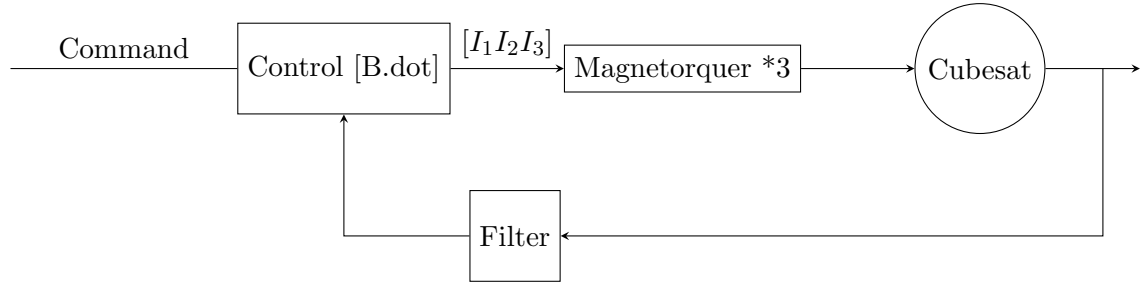 Command
Control [B.dot]
[I₁I₂I₃]
Magnetorquer *3
Cubesat
Filter